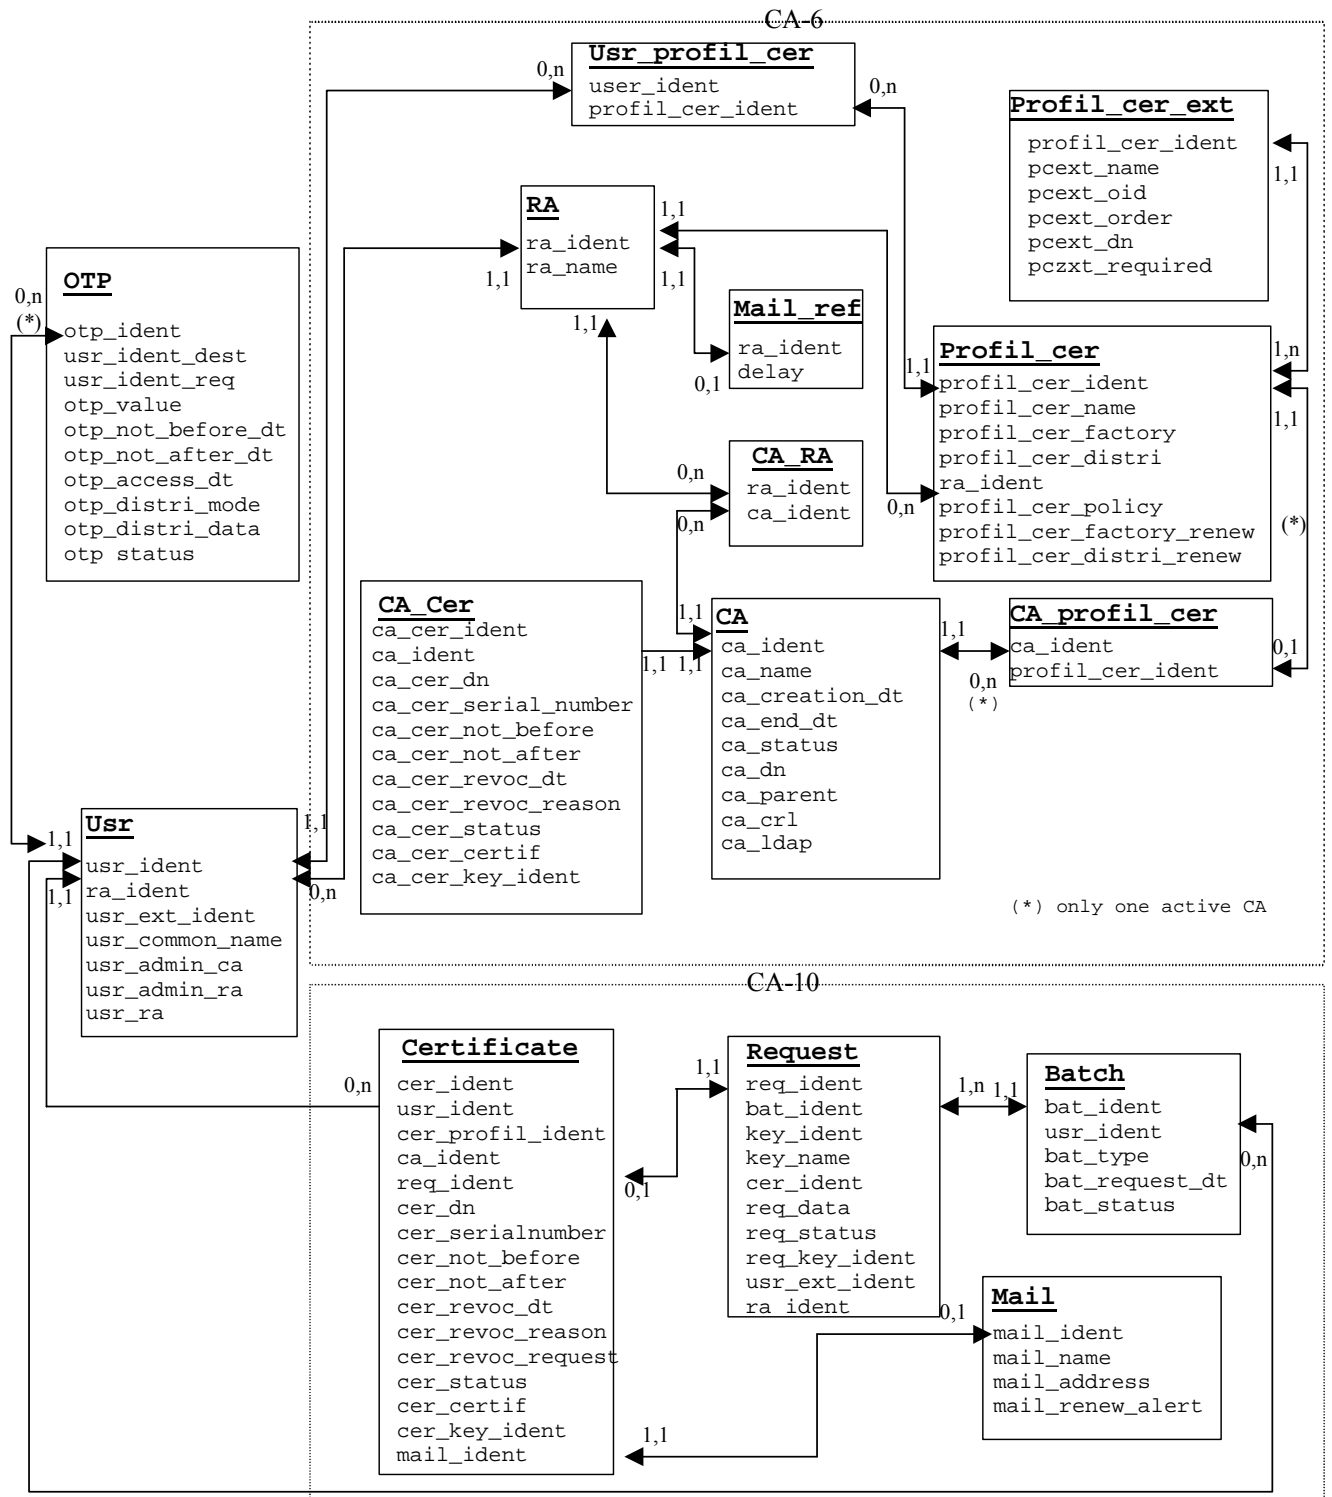 CA-6
Usr_profil_cer
user_ident
profil_cer_ident
0,n
0,n
Profil_cer_ext
profil_cer_ident
pcext_name
pcext_oid
pcext_order
pcext_dn
pczxt_required
1,1
RA
ra_ident
ra_name
1,1
1,1
1,1
1,1
OTP
otp_ident
usr_ident_dest
usr_ident_req
otp_value
otp_not_before_dt
otp_not_after_dt
otp_access_dt
otp_distri_mode
otp_distri_data
otp status
0,n
(*)
Mail_ref
ra_ident
delay
0,1
Profil_cer
profil_cer_ident
profil_cer_name
profil_cer_factory
profil_cer_distri
ra_ident
profil_cer_policy
profil_cer_factory_renew
profil_cer_distri_renew
1,1
1,n
1,1
0,n
(*)
CA_RA
ra_ident
ca_ident
0,n
0,n
CA_Cer
ca_cer_ident
ca_ident
ca_cer_dn
ca_cer_serial_number
ca_cer_not_before
ca_cer_not_after
ca_cer_revoc_dt
ca_cer_revoc_reason
ca_cer_status
ca_cer_certif
ca_cer_key_ident
1,1
1,1
1,1
CA
ca_ident
ca_name
ca_creation_dt
ca_end_dt
ca_status
ca_dn
ca_parent
ca_crl
ca_ldap
1,1
0,n
(*)
CA_profil_cer
ca_ident
profil_cer_ident
0,1
Usr
usr_ident
ra_ident
usr_ext_ident
usr_common_name
usr_admin_ca
usr_admin_ra
usr_ra
1,1
1,1
1,1
0,n
(*) only one active CA
CA-10
Certificate
cer_ident
usr_ident
cer_profil_ident
ca_ident
req_ident
cer_dn
cer_serialnumber
cer_not_before
cer_not_after
cer_revoc_dt
cer_revoc_reason
cer_revoc_request
cer_status
cer_certif
cer_key_ident
mail_ident
0,n
0,1
1,1
Request
req_ident
bat_ident
key_ident
key_name
cer_ident
req_data
req_status
req_key_ident
usr_ext_ident
ra_ident
1,1
1,n
1,1
Batch
bat_ident
usr_ident
bat_type
bat_request_dt
bat_status
0,n
Mail
mail_ident
mail_name
mail_address
mail_renew_alert
0,1